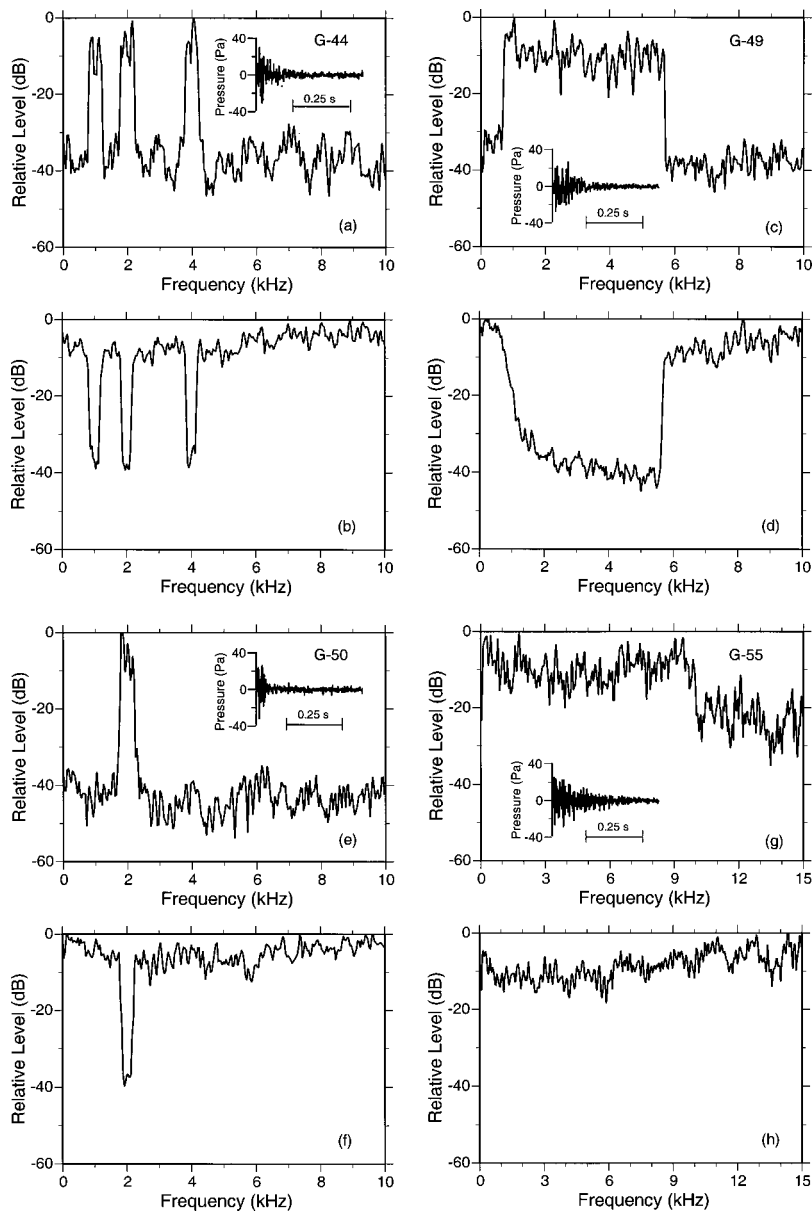 G-44
Relative Level (dB)
0
-20
-40
-60
Pressure (Pa)
40
0
-40
0.25 s
(a)
0 2 4 6 8 10
Frequency (kHz)
G-49
Relative Level (dB)
0
-20
-40
-60
Pressure (Pa)
40
0
-40
0.25 s
(c)
0 2 4 6 8 10
Frequency (kHz)
Relative Level (dB)
0
-20
-40
-60
(b)
0 2 4 6 8 10
Frequency (kHz)
Relative Level (dB)
0
-20
-40
-60
(d)
0 2 4 6 8 10
Frequency (kHz)
G-50
Relative Level (dB)
0
-20
-40
-60
Pressure (Pa)
40
0
-40
0.25 s
(e)
0 2 4 6 8 10
Frequency (kHz)
G-55
Relative Level (dB)
0
-20
-40
-60
Pressure (Pa)
40
0
-40
0.25 s
(g)
0 3 6 9 12 15
Frequency (kHz)
Relative Level (dB)
0
-20
-40
-60
(f)
0 2 4 6 8 10
Frequency (kHz)
Relative Level (dB)
0
-20
-40
-60
(h)
0 3 6 9 12 15
Frequency (kHz)